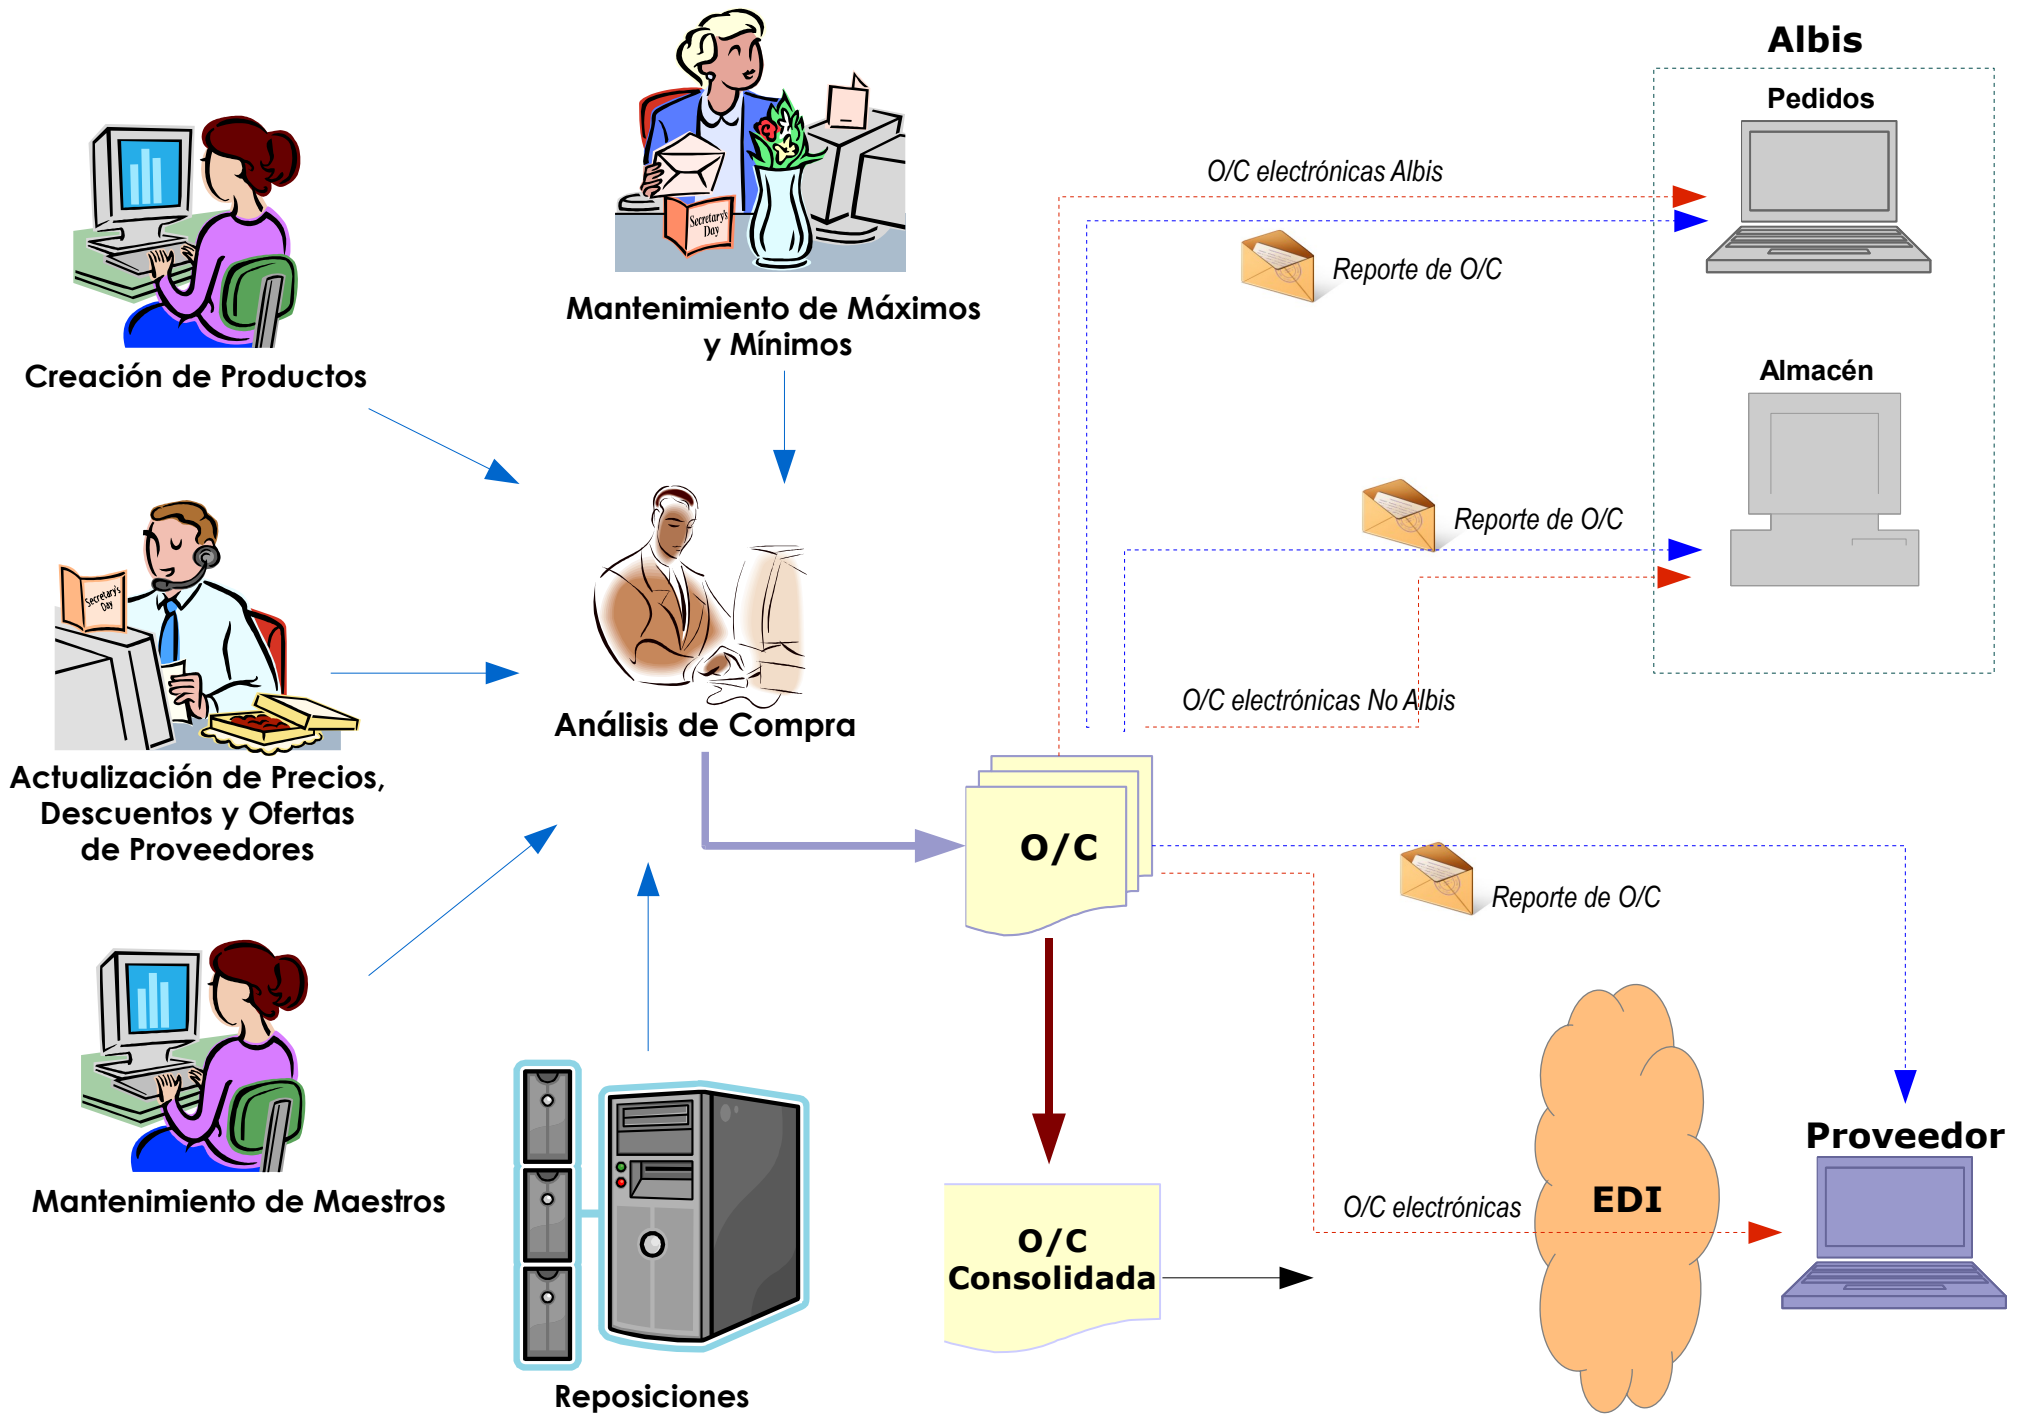 Albis
Pedidos
O/C electrónicas Albis
Secretary's
Day
Reporte de O/C
Mantenimiento de Máximos
y Mínimos
Creación de Productos
Almacén
Reporte de O/C
Secretary's
Day
O/C electrónicas No Albis
Análisis de Compra
Actualización de Precios,
Descuentos y Ofertas
de Proveedores
O/C
Reporte de O/C
Proveedor
Mantenimiento de Maestros
EDI
O/C electrónicas
O/C
Consolidada
Reposiciones